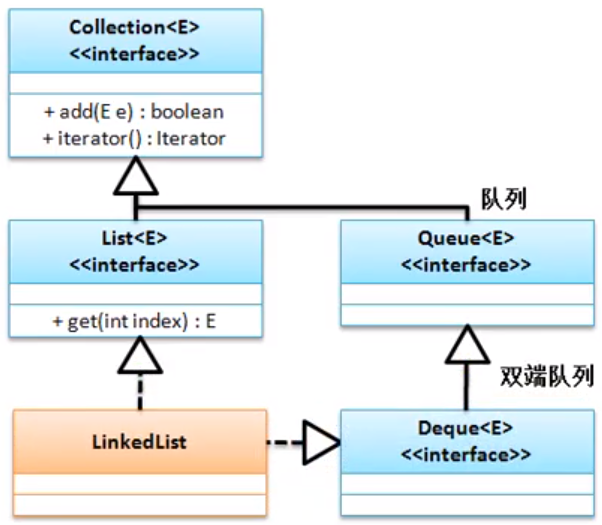 Collection<E>
<<interface>>
+ add(E e) : boolean
+ iterator() : Iterator
队列
List<E>
<<interface>>
+ get(int index) : E
Queue<E>
<<interface>>
双端队列
LinkedList
Deque<E>
<<interface>>